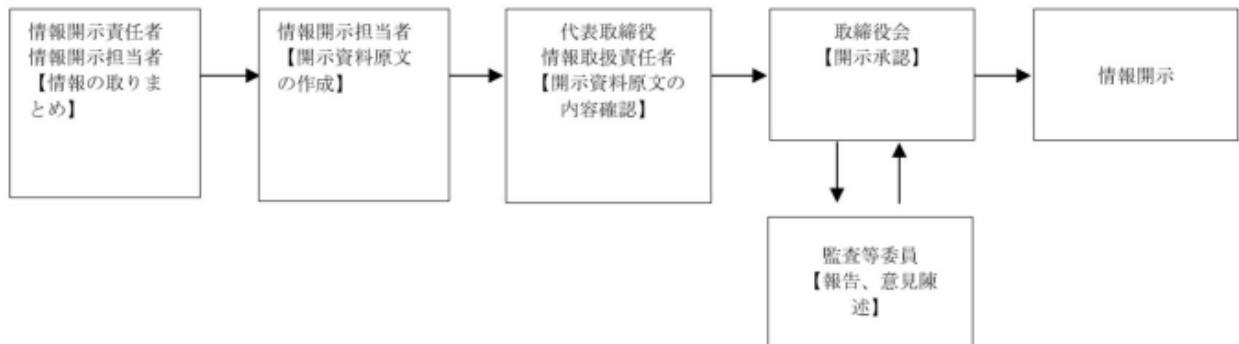 情報開示責任者
情報開示担当者
【情報の取りま
とめ】
情報開示担当者
【開示資料原文
の作成】
代表取締役
情報取扱責任者
【開示資料原文の
内容確認】
取締役会
【開示承認】
情報開示
監査等委員
【報告、意見陳
述】